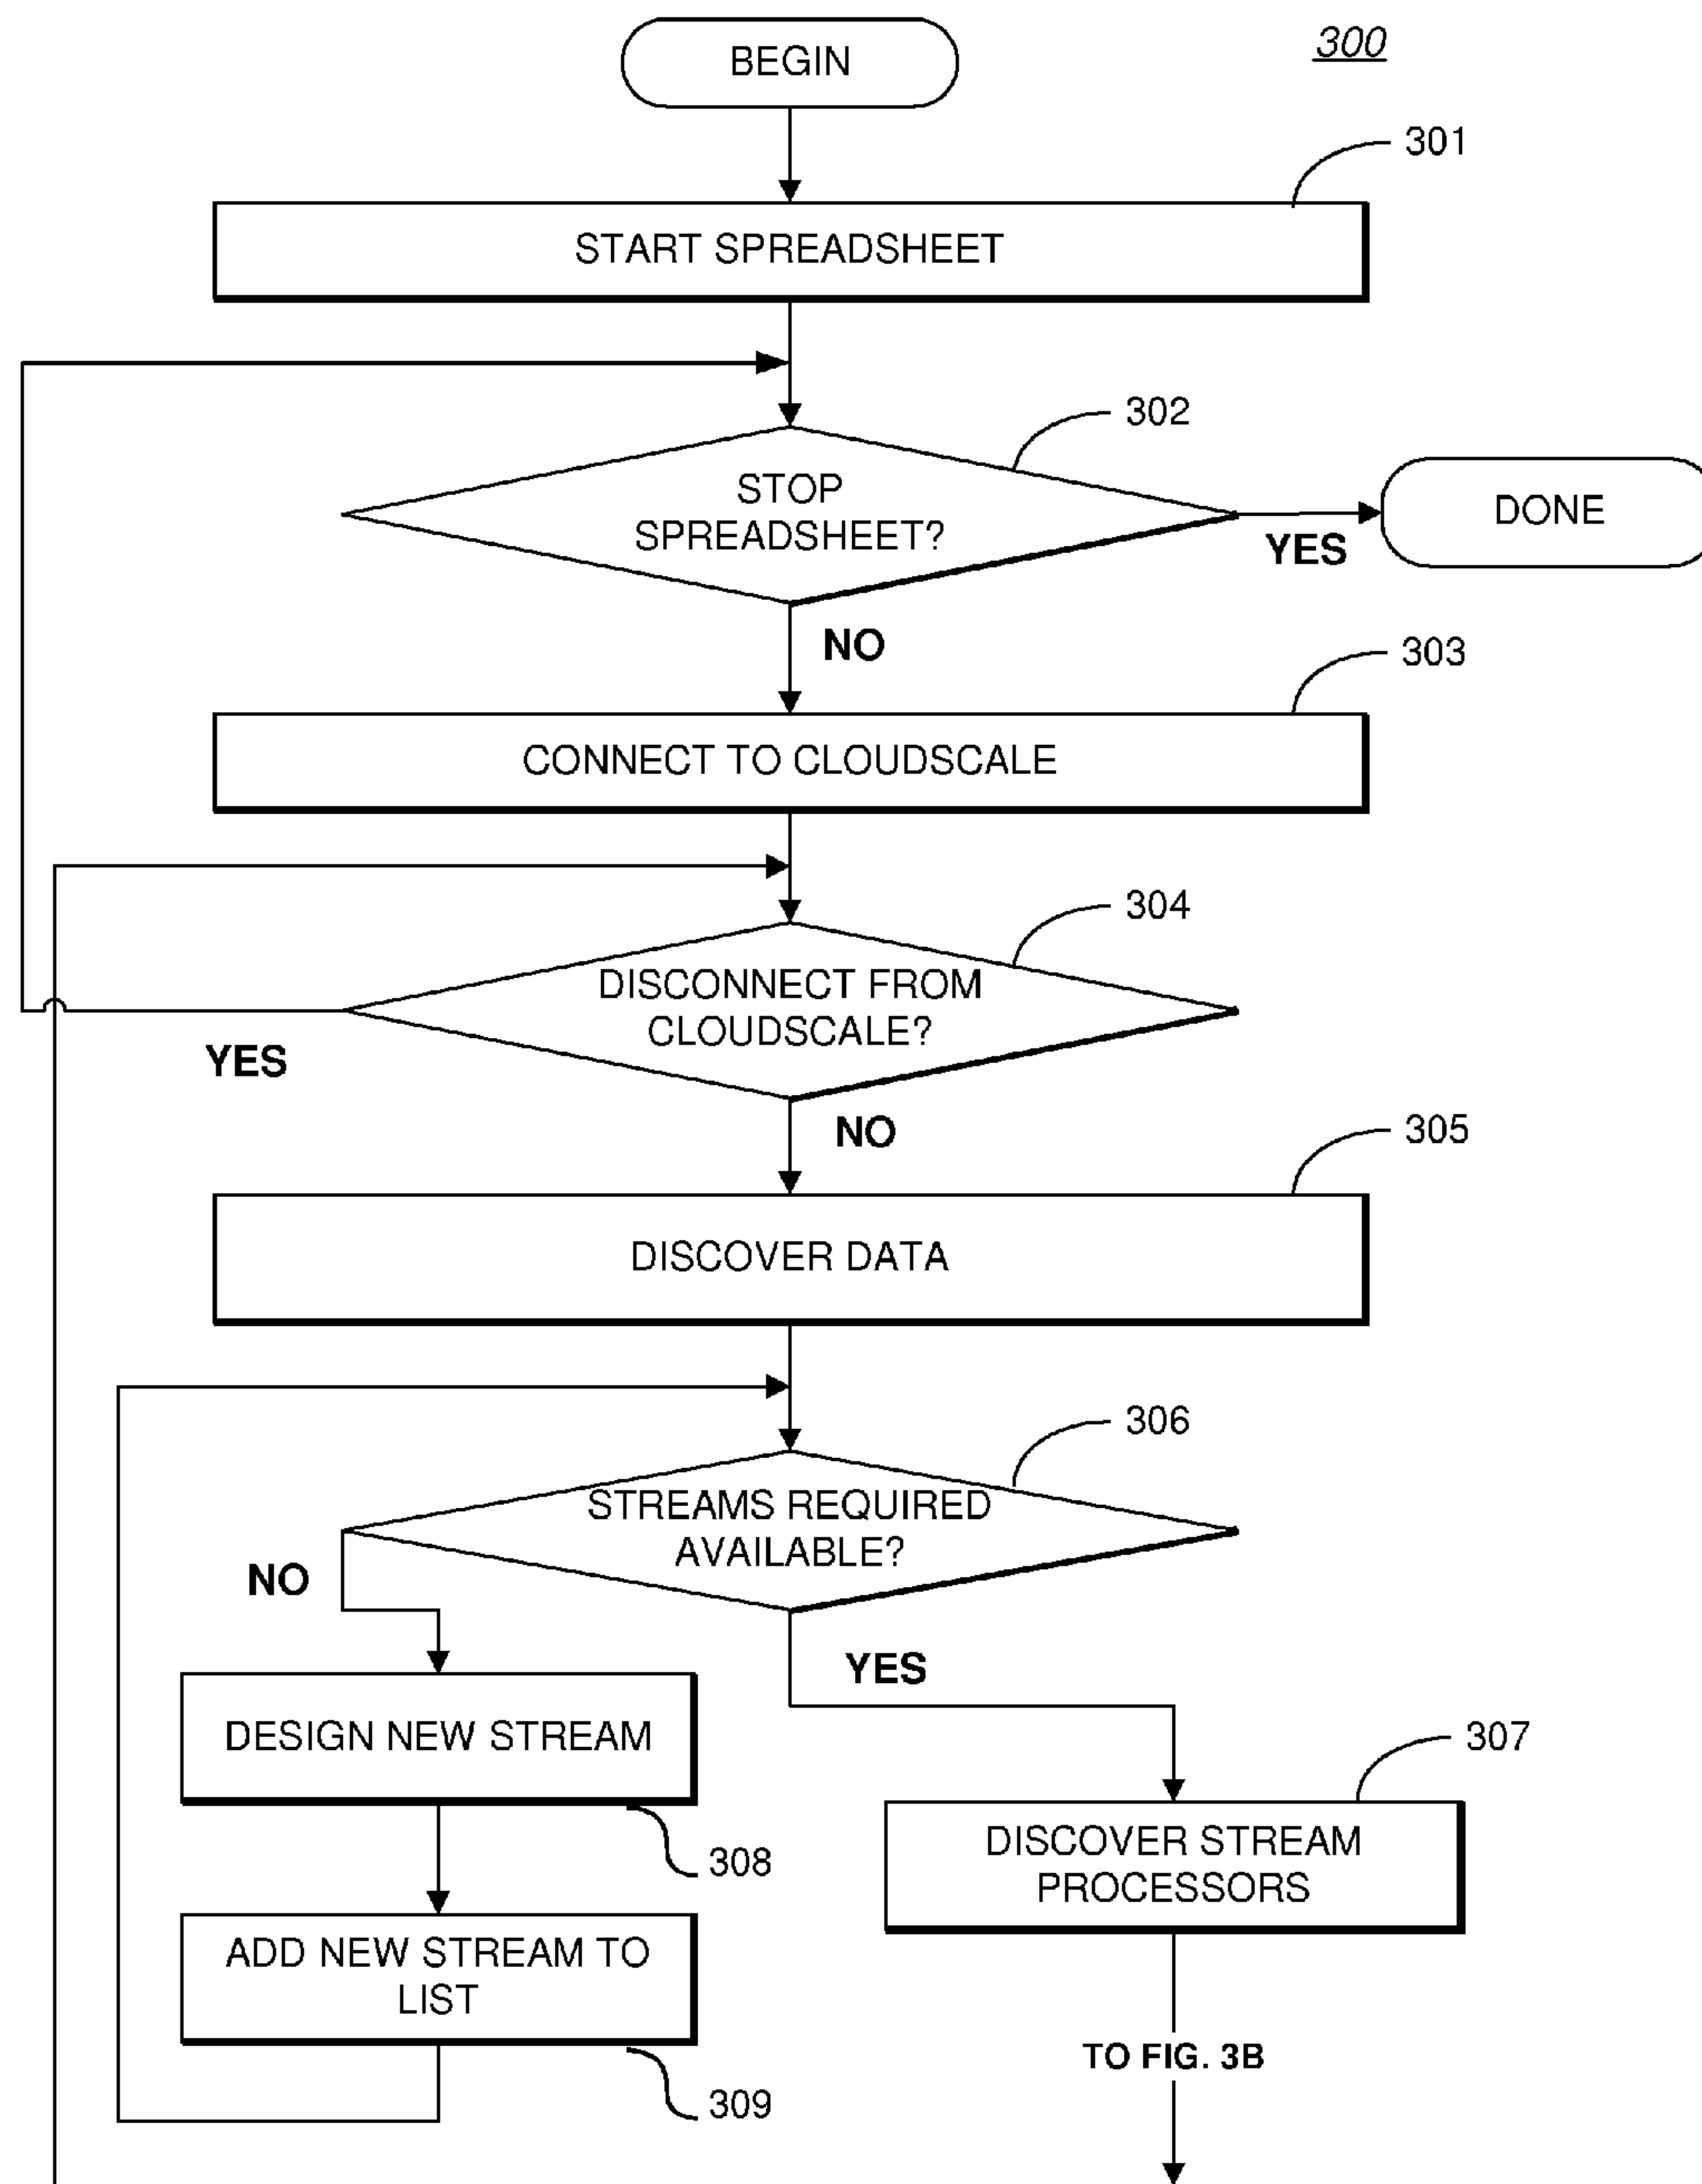 BEGIN
300
301
START SPREADSHEET
302
STOP
SPREADSHEET?
DONE
YES
NO
303
CONNECT TO CLOUDSCALE
304
DISCONNECT FROM
CLOUDSCALE?
YES
NO
305
DISCOVER DATA
306
STREAMS REQUIRED
AVAILABLE?
NO
YES
DESIGN NEW STREAM
307
308
DISCOVER STREAM
PROCESSORS
ADD NEW STREAM TO
LIST
TO FIG. 3B
309